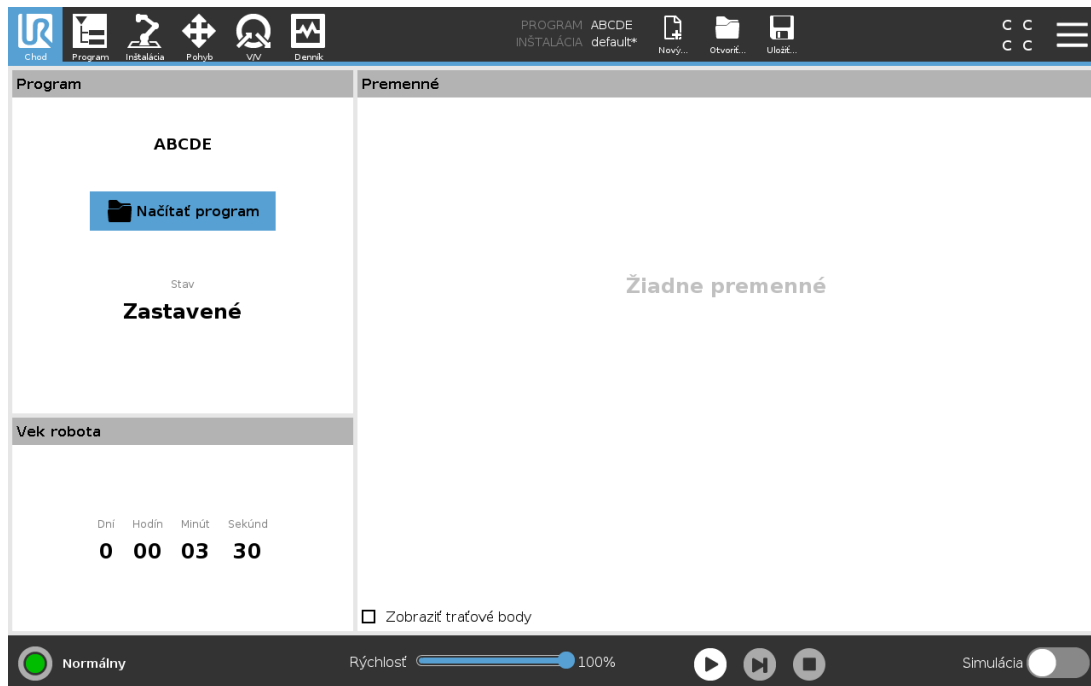 UR
PROGRAM ABCDE
INŠTALÁCIA default*
C C
C C
Chod Program Inštalácia Pohyb V/V Denník Nový... Otvoriť... Uložiť...
Program
Premenné
ABCDE
Načítať program
Stav
Zastavené
Žiadne premenné
Vek robota
Dní Hodín Minút Sekúnd
0 00 03 30
Zobraziť traťové body
Normálny
Rýchlosť 100%
Simulácia